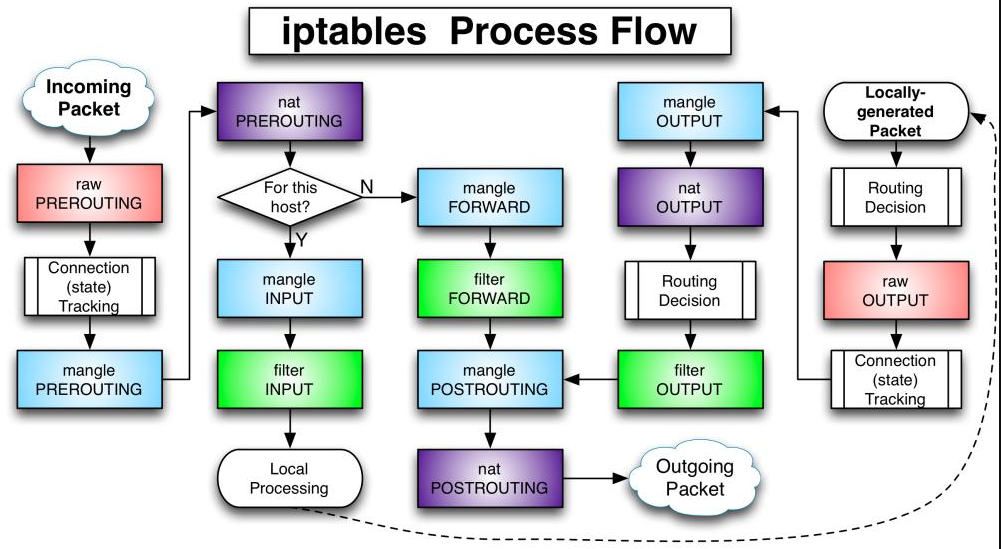 iptables Process Flow
Incoming
Packet
raw
PREROUTING
Connection
(state)
Tracking
mangle
PREROUTING
nat
PREROUTING
For this
host?
N
Y
mangle
INPUT
filter
INPUT
Local
Processing
mangle
FORWARD
filter
FORWARD
mangle
POSTROUTING
nat
POSTROUTING
mangle
OUTPUT
nat
OUTPUT
Routing
Decision
filter
OUTPUT
Outgoing
Packet
Locally-
generated
Packet
Routing
Decision
raw
OUTPUT
Connection
(state)
Tracking